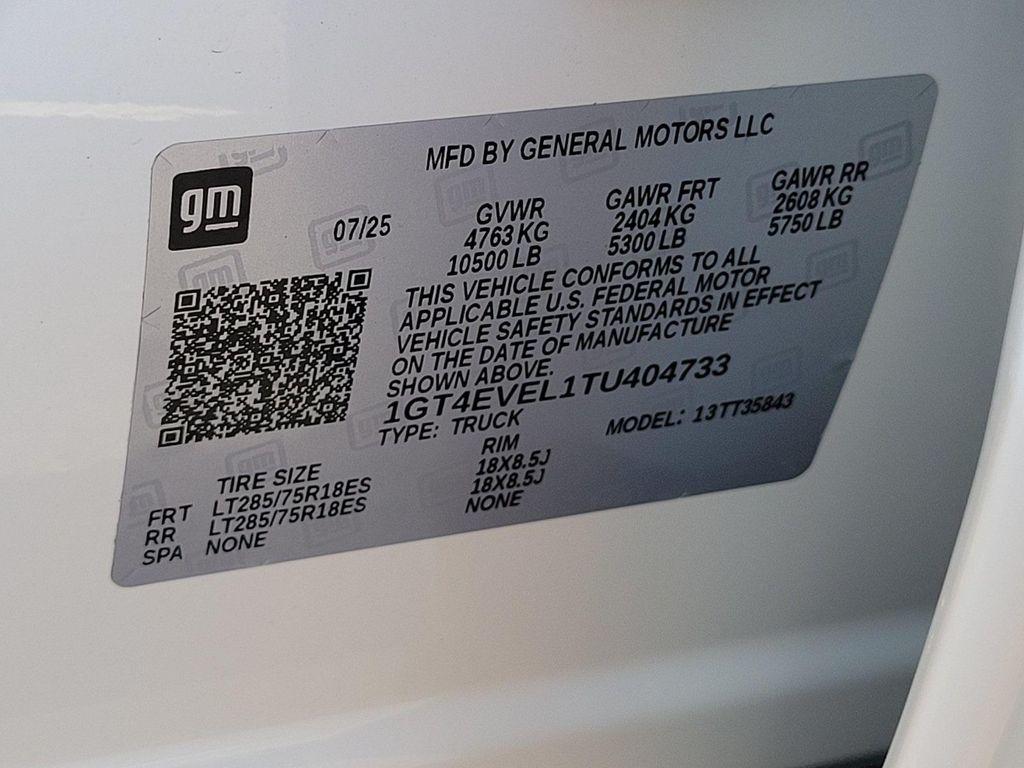 gm
MFD BY GENERAL MOTORS LLC
07/25
GVWR
4763 KG
10500 LB
GAWR FRT
2404 KG
5300 LB
GAWR RR
2608 KG
5750 LB
THIS VEHICLE CONFORMS TO ALL
APPLICABLE U.S. FEDERAL MOTOR
VEHICLE SAFETY STANDARDS IN EFFECT
ON THE DATE OF MANUFACTURE
SHOWN ABOVE.
1GT4EVEL1TU404733
TYPE: TRUCK
MODEL: 13TT35843
TIRE SIZE RIM
FRT LT285/75R18ES 18X8.5J
RR LT285/75R18ES 18X8.5J
SPA NONE NONE